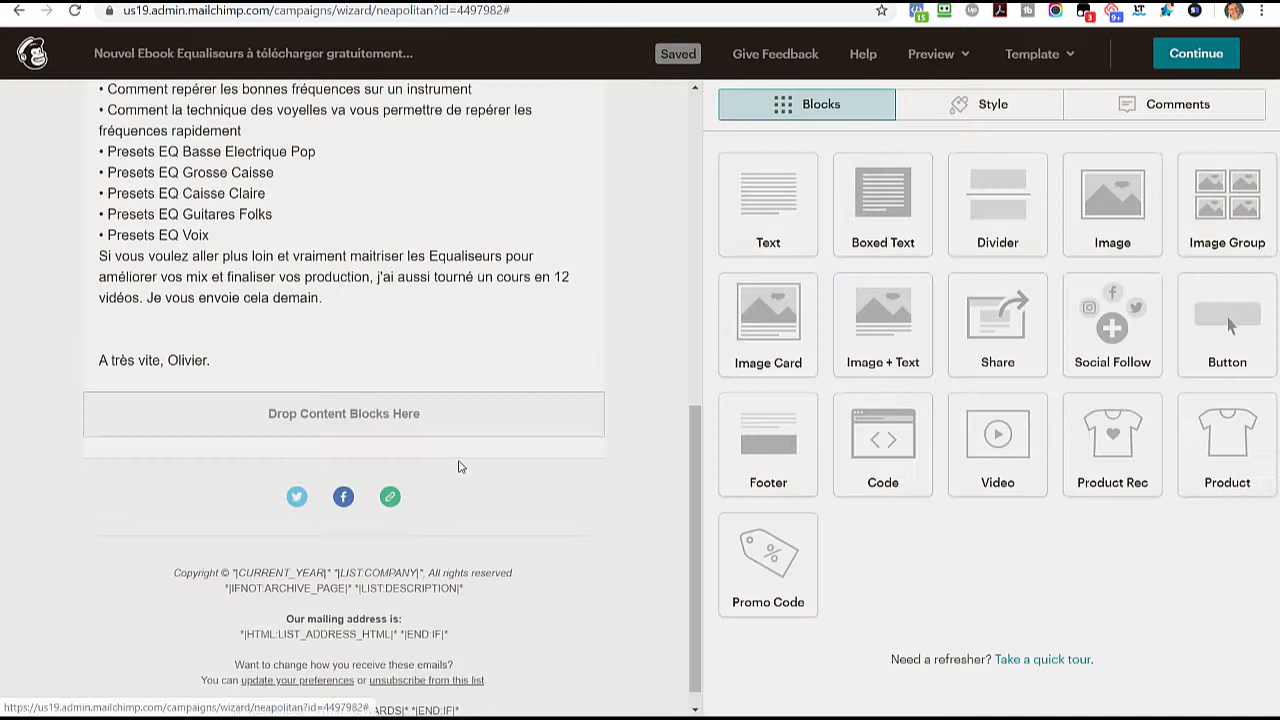 us19.admin.mailchimp.com/campaigns/wizard/neapolitan?id=4497982#
15
3
9+
LT
Nouvel Ebook Equaliseurs à télécharger gratuitement...
Saved
Give Feedback
Help
Preview
Template
Continue
• Comment repérer les bonnes fréquences sur un instrument
• Comment la technique des voyelles va vous permettre de repérer les
fréquences rapidement
• Presets EQ Basse Electrique Pop
• Presets EQ Grosse Caisse
• Presets EQ Caisse Claire
• Presets EQ Guitares Folks
• Presets EQ Voix
Si vous voulez aller plus loin et vraiment maitriser les Equaliseurs pour
améliorer vos mix et finaliser vos production, j'ai aussi tourné un cours en 12
vidéos. Je vous envoie cela demain.
A très vite, Olivier.
Drop Content Blocks Here
Copyright © *|CURRENT_YEAR|* *|LIST:COMPANY|*, All rights reserved.
*|IFNOT:ARCHIVE_PAGE|* *|LIST:DESCRIPTION|*
Our mailing address is:
*|HTML:LIST_ADDRESS_HTML|* *|END:IF|*
Want to change how you receive these emails?
You can update your preferences or unsubscribe from this list
ARDS|* *|END:IF|*
https://us19.admin.mailchimp.com/campaigns/wizard/neapolitan?id=4497982#
Blocks
Style
Comments
Text
Boxed Text
Divider
Image
Image Group
Image Card
Image + Text
Share
Social Follow
Button
Footer
Code
Video
Product Rec
Product
Promo Code
Need a refresher? Take a quick tour.